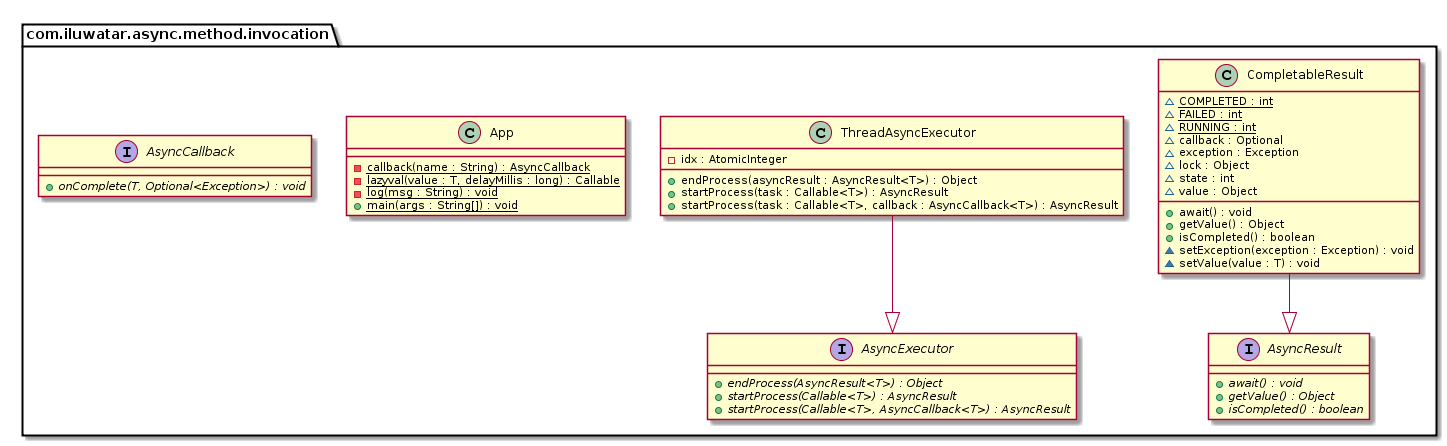 com.iluwatar.async.method.invocation
I AsyncCallback
onComplete(T, Optional<Exception>) : void
C App
callback(name : String) : AsyncCallback
lazyval(value : T, delayMillis : long) : Callable
log(msg : String) : void
main(args : String[]) : void
C ThreadAsyncExecutor
idx : AtomicInteger
endProcess(asyncResult : AsyncResult<T>) : Object
startProcess(task : Callable<T>) : AsyncResult
startProcess(task : Callable<T>, callback : AsyncCallback<T>) : AsyncResult
C CompletableResult
COMPLETED : int
FAILED : int
RUNNING : int
callback : Optional
exception : Exception
lock : Object
state : int
value : Object
await() : void
getValue() : Object
isCompleted() : boolean
setException(exception : Exception) : void
setValue(value : T) : void
I AsyncExecutor
endProcess(AsyncResult<T>) : Object
startProcess(Callable<T>) : AsyncResult
startProcess(Callable<T>, AsyncCallback<T>) : AsyncResult
I AsyncResult
await() : void
getValue() : Object
isCompleted() : boolean